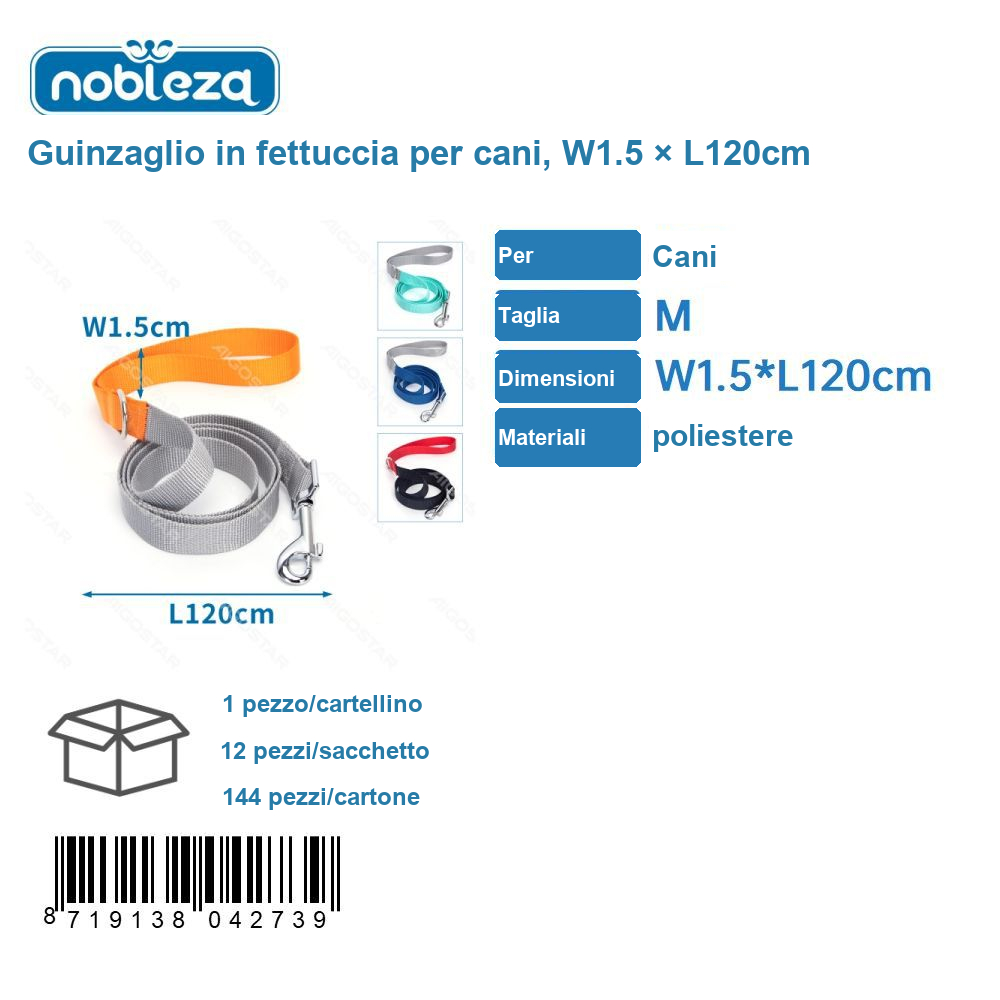 nobleza
Guinzaglio in fettuccia per cani, W1.5 × L120cm
W1.5cm
L120cm
Per Cani
Taglia M
Dimensioni W1.5*L120cm
Materiali poliestere
AIGOSTAR
1 pezzo/cartellino
12 pezzi/sacchetto
144 pezzi/cartone
8 719138 042739